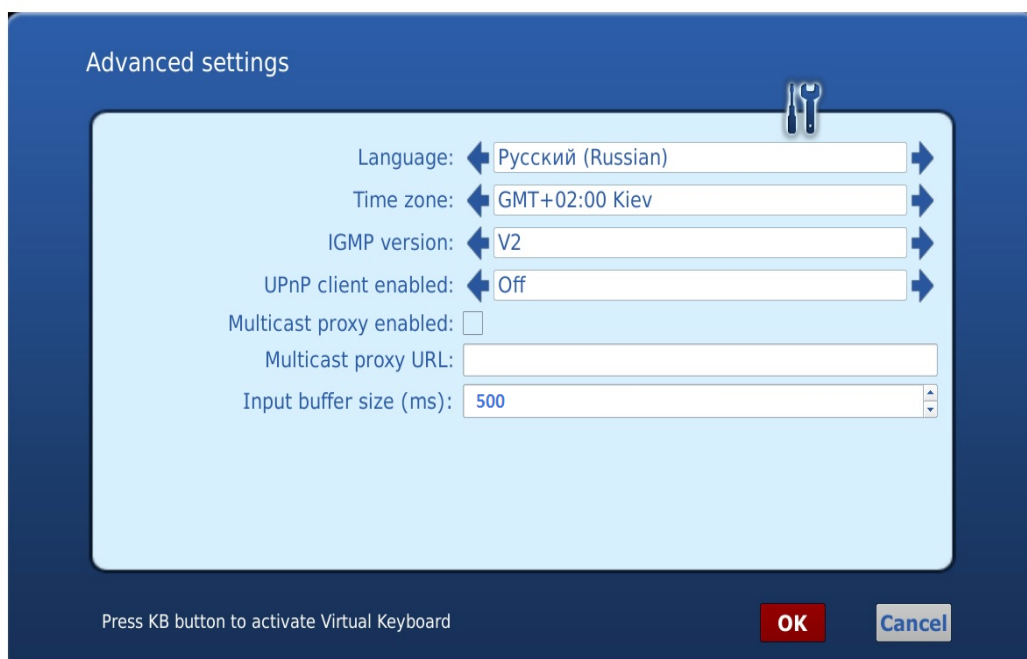 Advanced settings
Language: Русский (Russian)
Time zone: GMT+02:00 Kiev
IGMP version: V2
UPnP client enabled: Off
Multicast proxy enabled:
Multicast proxy URL:
Input buffer size (ms): 500
Press KB button to activate Virtual Keyboard OK Cancel